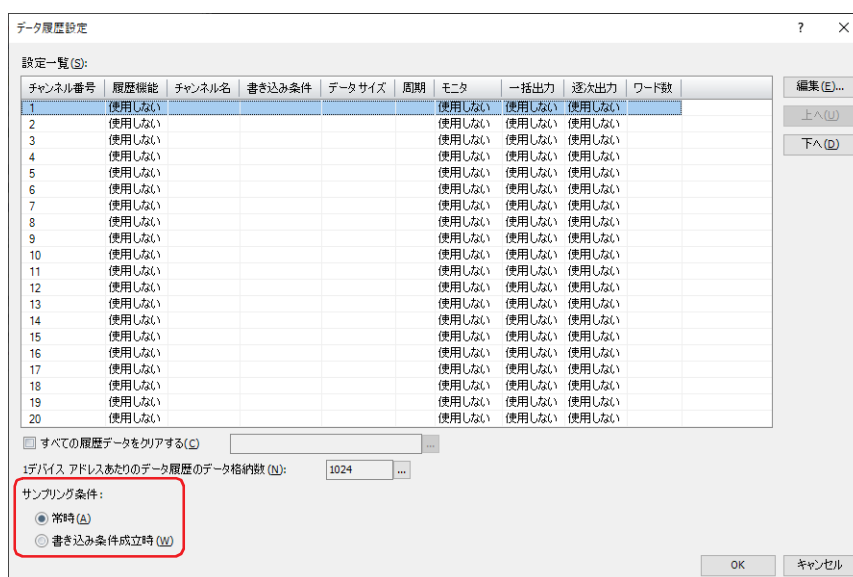 データ履歴設定 ? ×
設定一覧(S):
チャンネル番号 履歴機能 チャンネル名 書き込み条件 データ サイズ 周期 モニタ 一括出力 逐次出力 ワード数 編集(E)...
1 使用しない 使用しない 使用しない 使用しない
2 使用しない 使用しない 使用しない 使用しない 上へ(U)
3 使用しない 使用しない 使用しない 使用しない 下へ(D)
4 使用しない 使用しない 使用しない 使用しない
5 使用しない 使用しない 使用しない 使用しない
6 使用しない 使用しない 使用しない 使用しない
7 使用しない 使用しない 使用しない 使用しない
8 使用しない 使用しない 使用しない 使用しない
9 使用しない 使用しない 使用しない 使用しない
10 使用しない 使用しない 使用しない 使用しない
11 使用しない 使用しない 使用しない 使用しない
12 使用しない 使用しない 使用しない 使用しない
13 使用しない 使用しない 使用しない 使用しない
14 使用しない 使用しない 使用しない 使用しない
15 使用しない 使用しない 使用しない 使用しない
16 使用しない 使用しない 使用しない 使用しない
17 使用しない 使用しない 使用しない 使用しない
18 使用しない 使用しない 使用しない 使用しない
19 使用しない 使用しない 使用しない 使用しない
20 使用しない 使用しない 使用しない 使用しない
すべての履歴データをクリアする(C) ...
1デバイス アドレスあたりのデータ履歴のデータ格納数(N): 1024 ...
サンプリング条件:
常時(A)
書き込み条件成立時(W)
OK キャンセル